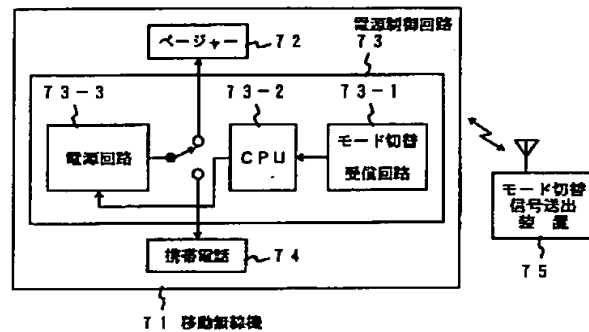 電源制御回路
ページャー
72
73
73-3
73-2
73-1
電源回路
CPU
モード切替
受信回路
モード切替
信号送出
装 置
75
携帯電話
74
71 移動無線機